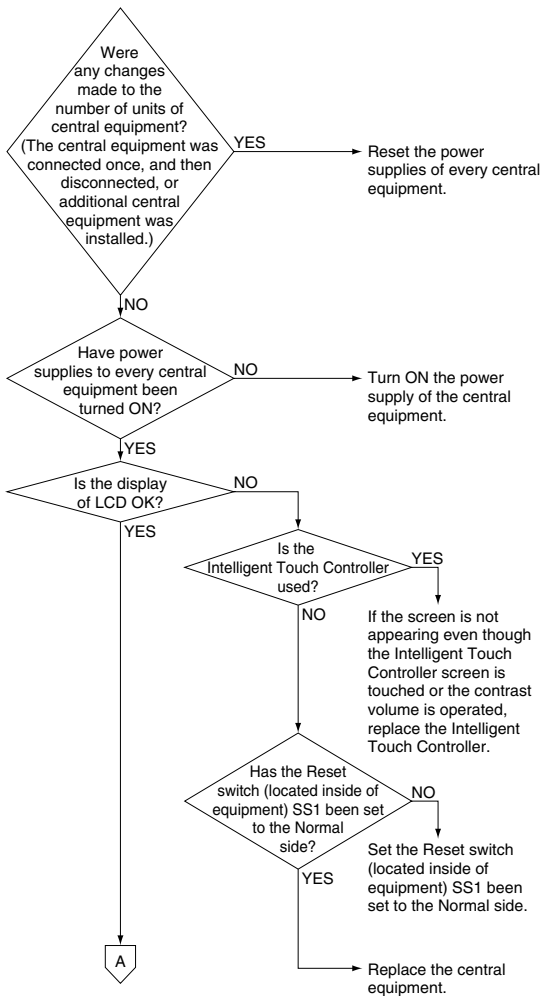 Were
any changes
made to the
number of units of
central equipment?
(The central equipment was
connected once, and then
disconnected, or
additional central
equipment was
installed.)
YES
Reset the power
supplies of every central
equipment.
NO
Have power
supplies to every central
equipment been
turned ON?
NO
Turn ON the power
supply of the central
equipment.
YES
Is the display
of LCD OK?
NO
YES
Is the
Intelligent Touch Controller
used?
YES
If the screen is not
appearing even though
the Intelligent Touch
Controller screen is
touched or the contrast
volume is operated,
replace the Intelligent
Touch Controller.
NO
Has the Reset
switch (located inside of
equipment) SS1 been set
to the Normal
side?
NO
Set the Reset switch
(located inside of
equipment) SS1 been
set to the Normal side.
YES
Replace the central
equipment.
A